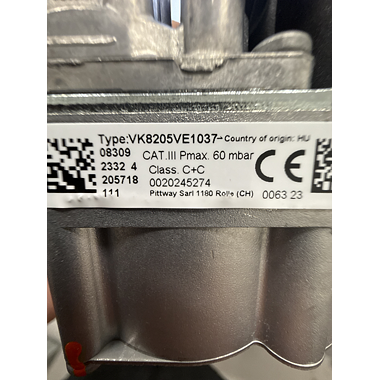 Type:VK8205VE1037- Country of origin: HU
08309 CAT.III Pmax. 60 mbar
2332 4 Class. C+C CE
205718 0020245274
111 Pittway Sarl 1180 Rolle (CH) 0063 23